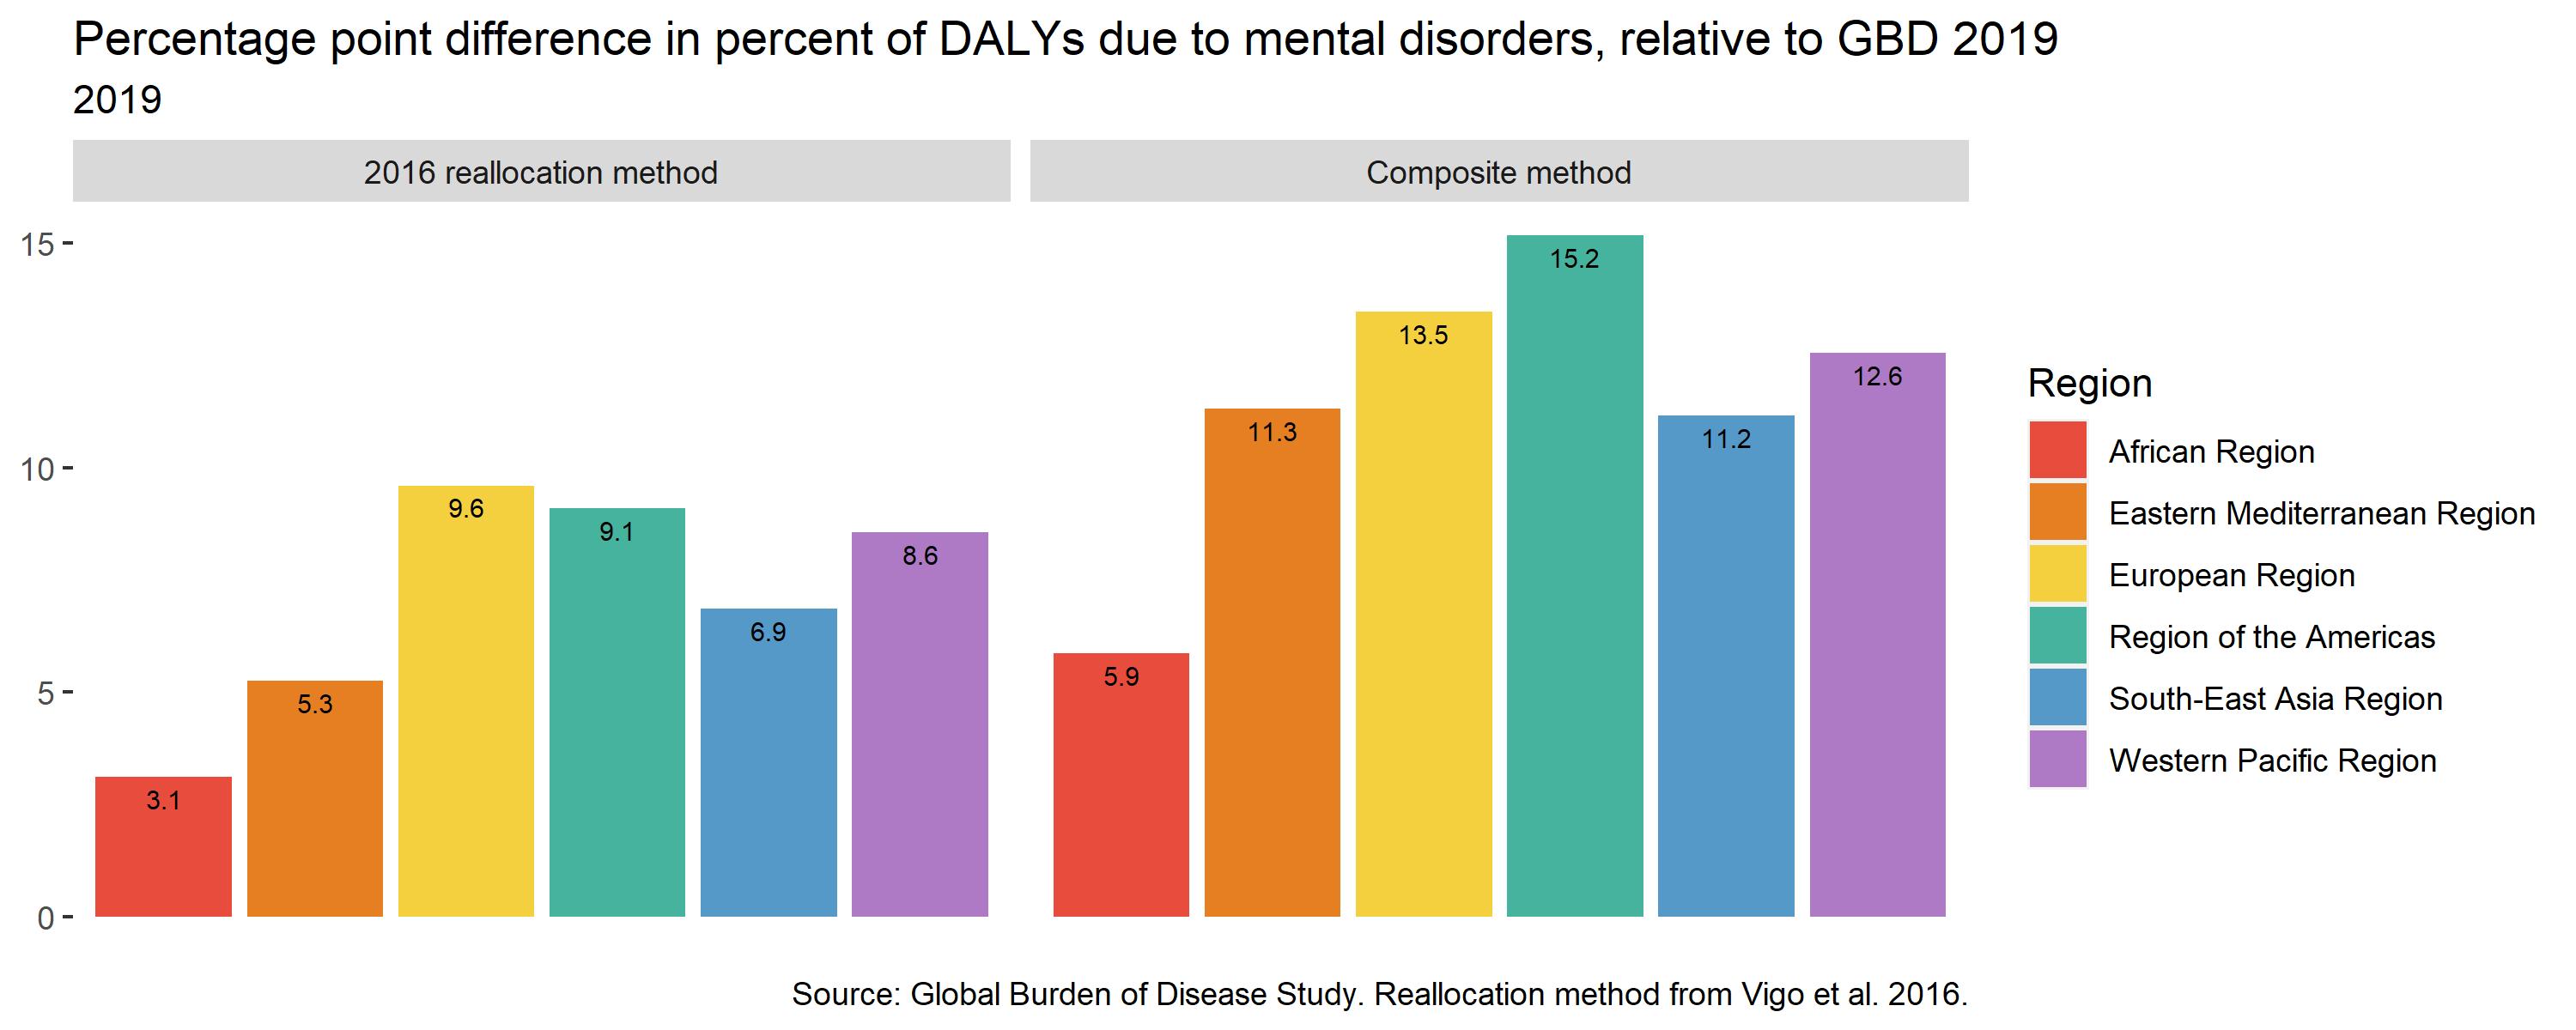 Percentage point difference in percent of DALYs due to mental disorders, relative to GBD 2019
2019
2016 reallocation method
Composite method
15
10
5
0
3.1
5.3
9.6
9.1
6.9
8.6
5.9
11.3
13.5
15.2
11.2
12.6
Region
African Region
Eastern Mediterranean Region
European Region
Region of the Americas
South-East Asia Region
Western Pacific Region
Source: Global Burden of Disease Study. Reallocation method from Vigo et al. 2016.